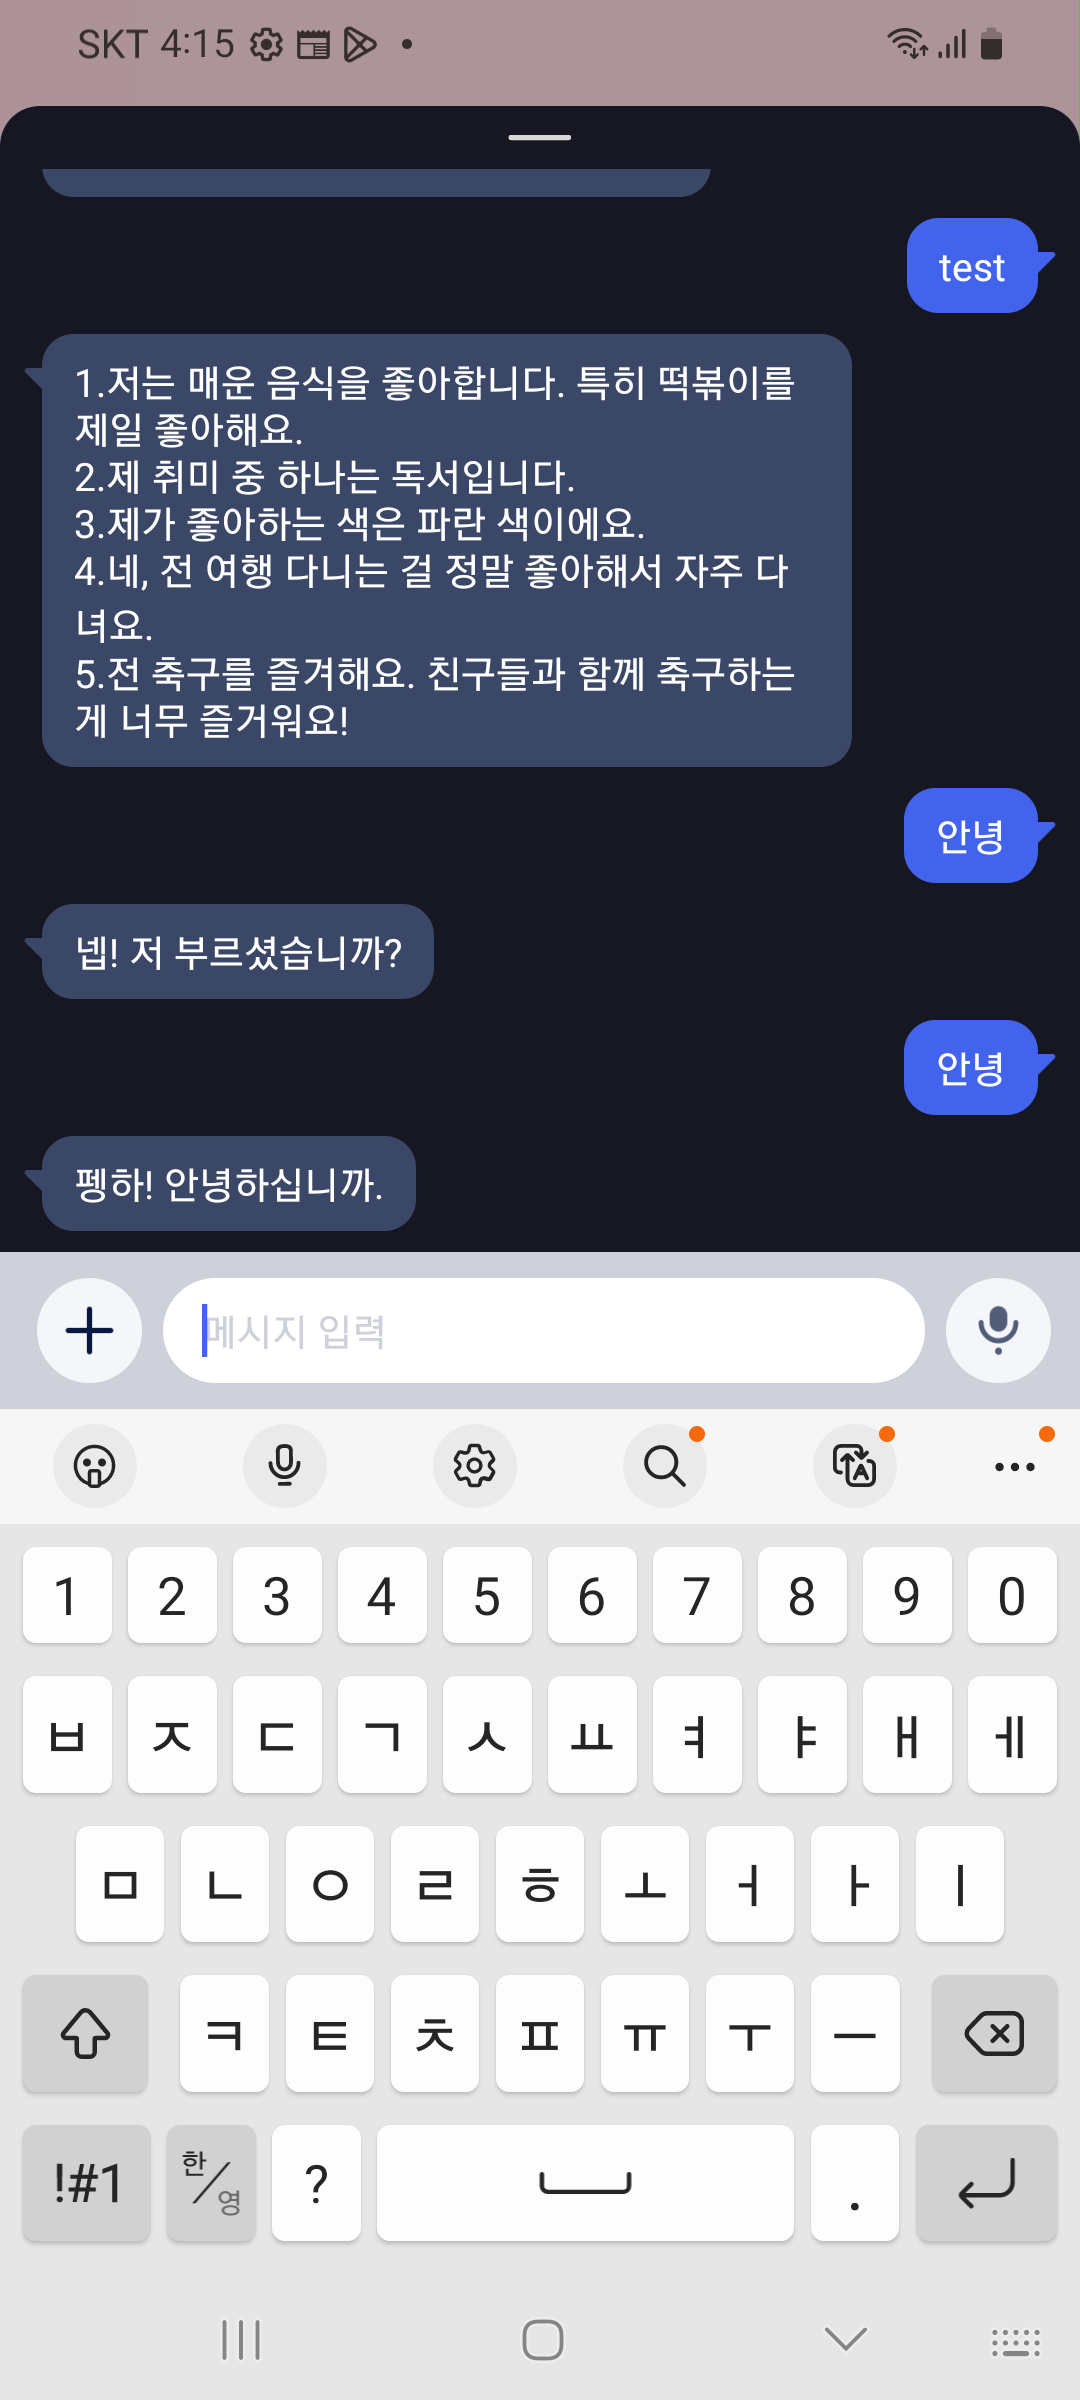 SKT 4:15
test
1.저는 매운 음식을 좋아합니다. 특히 떡볶이를
제일 좋아해요.
2.제 취미 중 하나는 독서입니다.
3.제가 좋아하는 색은 파란 색이에요.
4.네, 전 여행 다니는 걸 정말 좋아해서 자주 다
녀요.
5.전 축구를 즐겨해요. 친구들과 함께 축구하는
게 너무 즐거워요!
안녕
넵! 저 부르셨습니까?
안녕
펭하! 안녕하십니까.
메시지 입력
1 2 3 4 5 6 7 8 9 0
ㅂ ㅈ ㄷ ㄱ ㅅ ㅛ ㅕ ㅑ ㅐ ㅔ
ㅁ ㄴ ㅇ ㄹ ㅎ ㅗ ㅓ ㅏ ㅣ
ㅋ ㅌ ㅊ ㅍ ㅠ ㅜ ㅡ
!#1 한/영 ? .